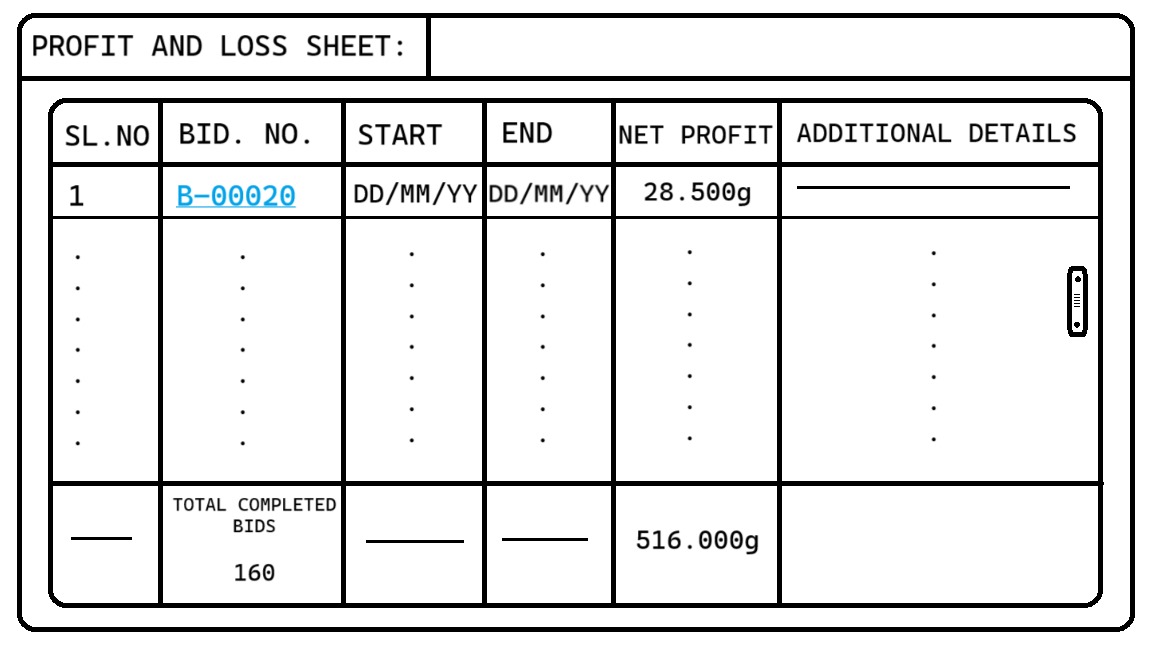 PROFIT AND LOSS SHEET:
SL.NO BID. NO. START END NET PROFIT ADDITIONAL DETAILS
1 B-00020 DD/MM/YY DD/MM/YY 28.500g
TOTAL COMPLETED
BIDS
516.000g
160